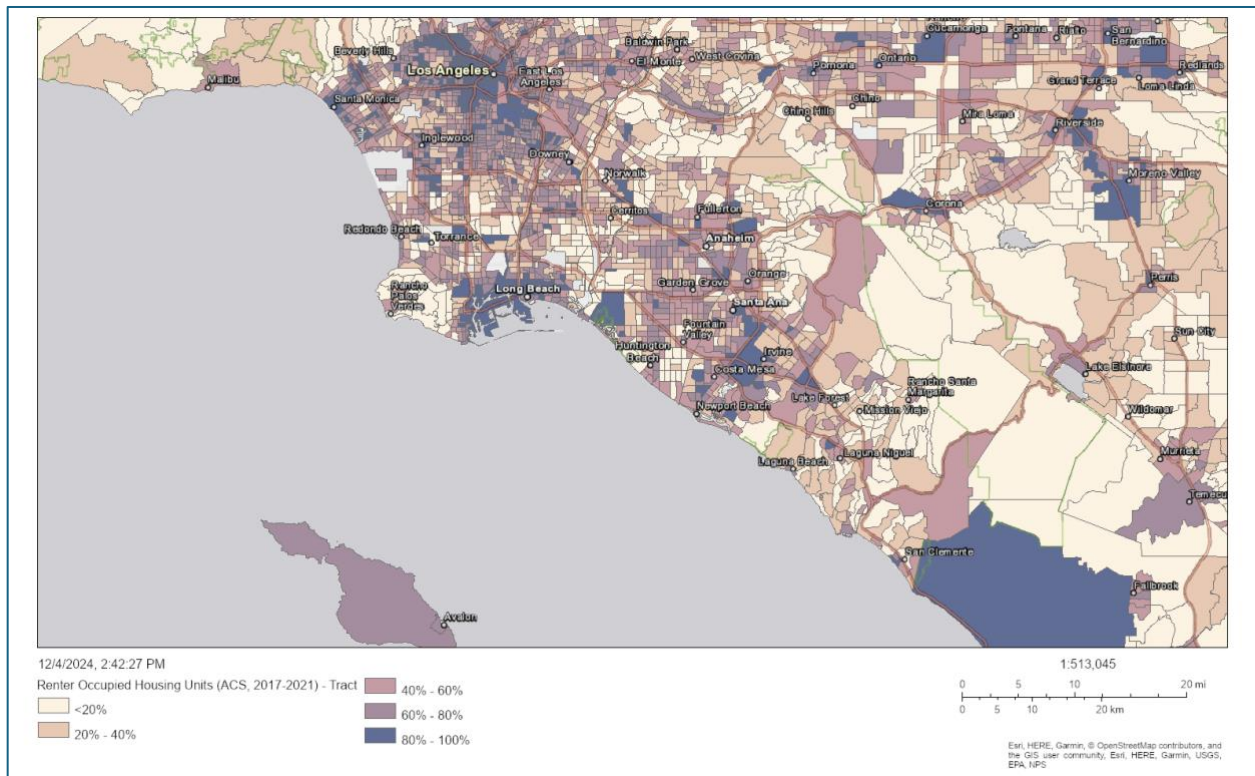 Cucamonga
Fontana
Rialto
San
Bernardino
Baldwin Park
Beverly Hills
West Covina
El Monte
Los Angeles
East Los
Angeles
Pomona
Ontario
Redlands
Grand Terrace
Loma Linda
Malibu
Santa Monica
Chino
Chino Hills
Mira Loma
Riverside
Inglewood
Downey
Norwalk
Moreno Valley
Cerritos
Fullerton
Corona
Redondo Beach
Torrance
Anaheim
Orange
Garden Grove
Perris
Rancho
Palos
Verdes
Long Beach
Santa Ana
Fountain
Valley
Sun City
Huntington
Beach
Irvine
Costa Mesa
Lake Elsinore
Rancho Santa
Margarita
Lake Forest
Mission Viejo
Newport Beach
Wildomar
Laguna Niguel
Laguna Beach
Murrieta
Temecu
San Clemente
Fallbrook
Avalon
12/4/2024, 2:42:27 PM
1:513,045
Renter Occupied Housing Units (ACS, 2017-2021) - Tract
<20%
20% - 40%
40% - 60%
60% - 80%
80% - 100%
0 5 10 20 mi
0 5 10 20 km
Esri, HERE, Garmin, © OpenStreetMap contributors, and
the GIS user community, Esri, HERE, Garmin, USGS,
EPA, NPS